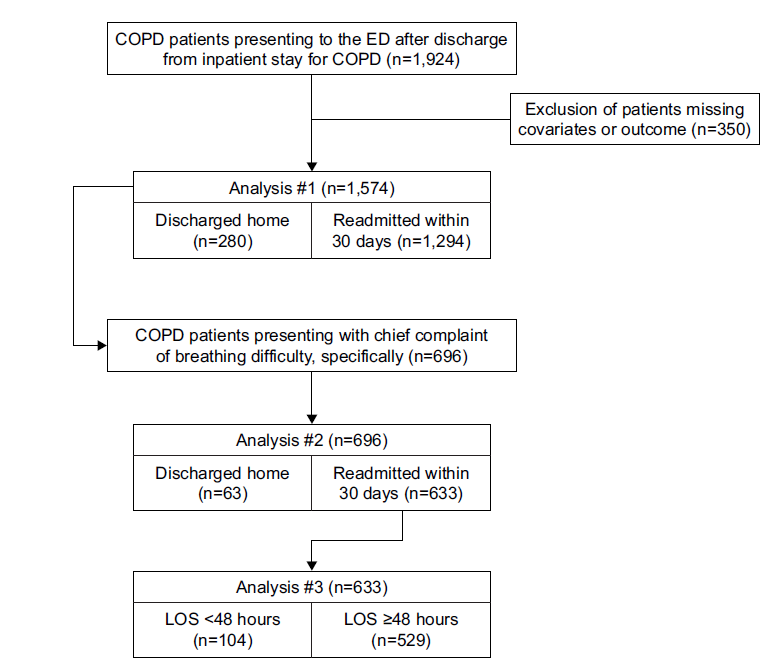 COPD patients presenting to the ED after discharge
from inpatient stay for COPD (n=1,924)
Exclusion of patients missing
covariates or outcome (n=350)
Analysis #1 (n=1,574)
Discharged home
(n=280)
Readmitted within
30 days (n=1,294)
COPD patients presenting with chief complaint
of breathing difficulty, specifically (n=696)
Analysis #2 (n=696)
Discharged home
(n=63)
Readmitted within
30 days (n=633)
Analysis #3 (n=633)
LOS <48 hours
(n=104)
LOS ≥48 hours
(n=529)